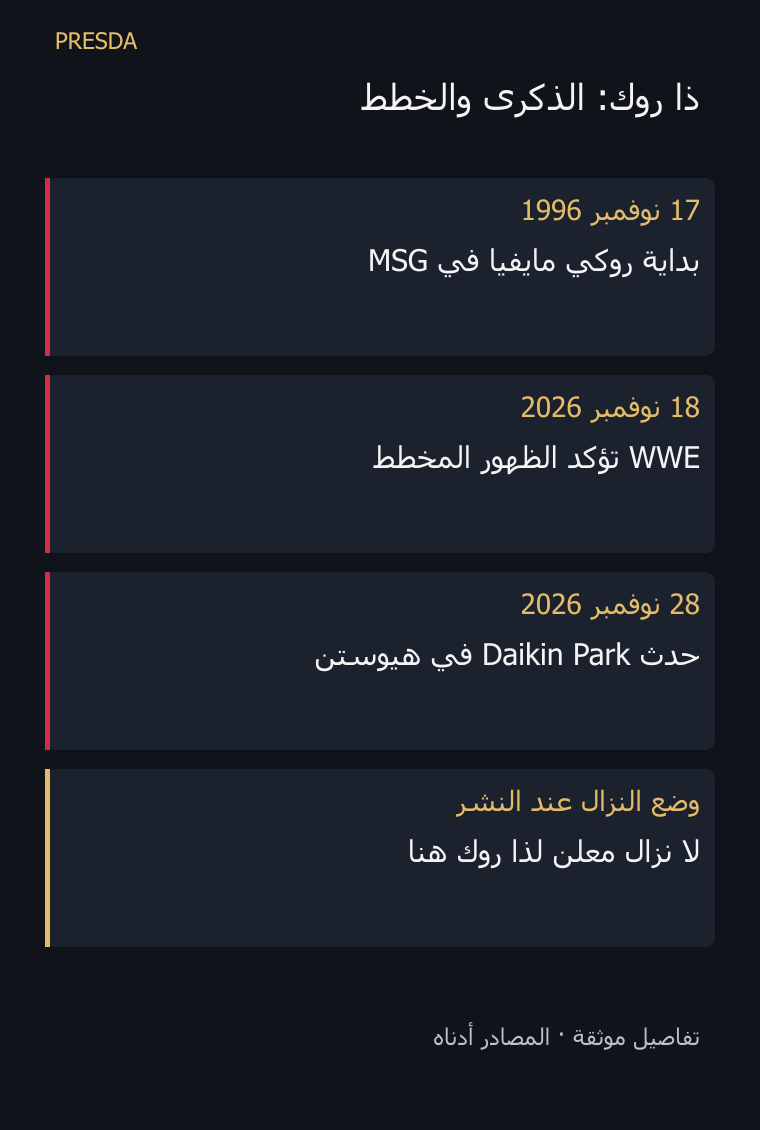 PRESDA
ذا روك: الذكرى والخطط
17 نوفمبر 1996
بداية روكي مايفيا في MSG
18 نوفمبر 2026
WWE تؤكد الظهور المخطط
28 نوفمبر 2026
حدث Daikin Park في هيوستن
وضع النزال عند النشر
لا نزال معلن لذا روك هنا
تفاصيل موثقة · المصادر أدناه